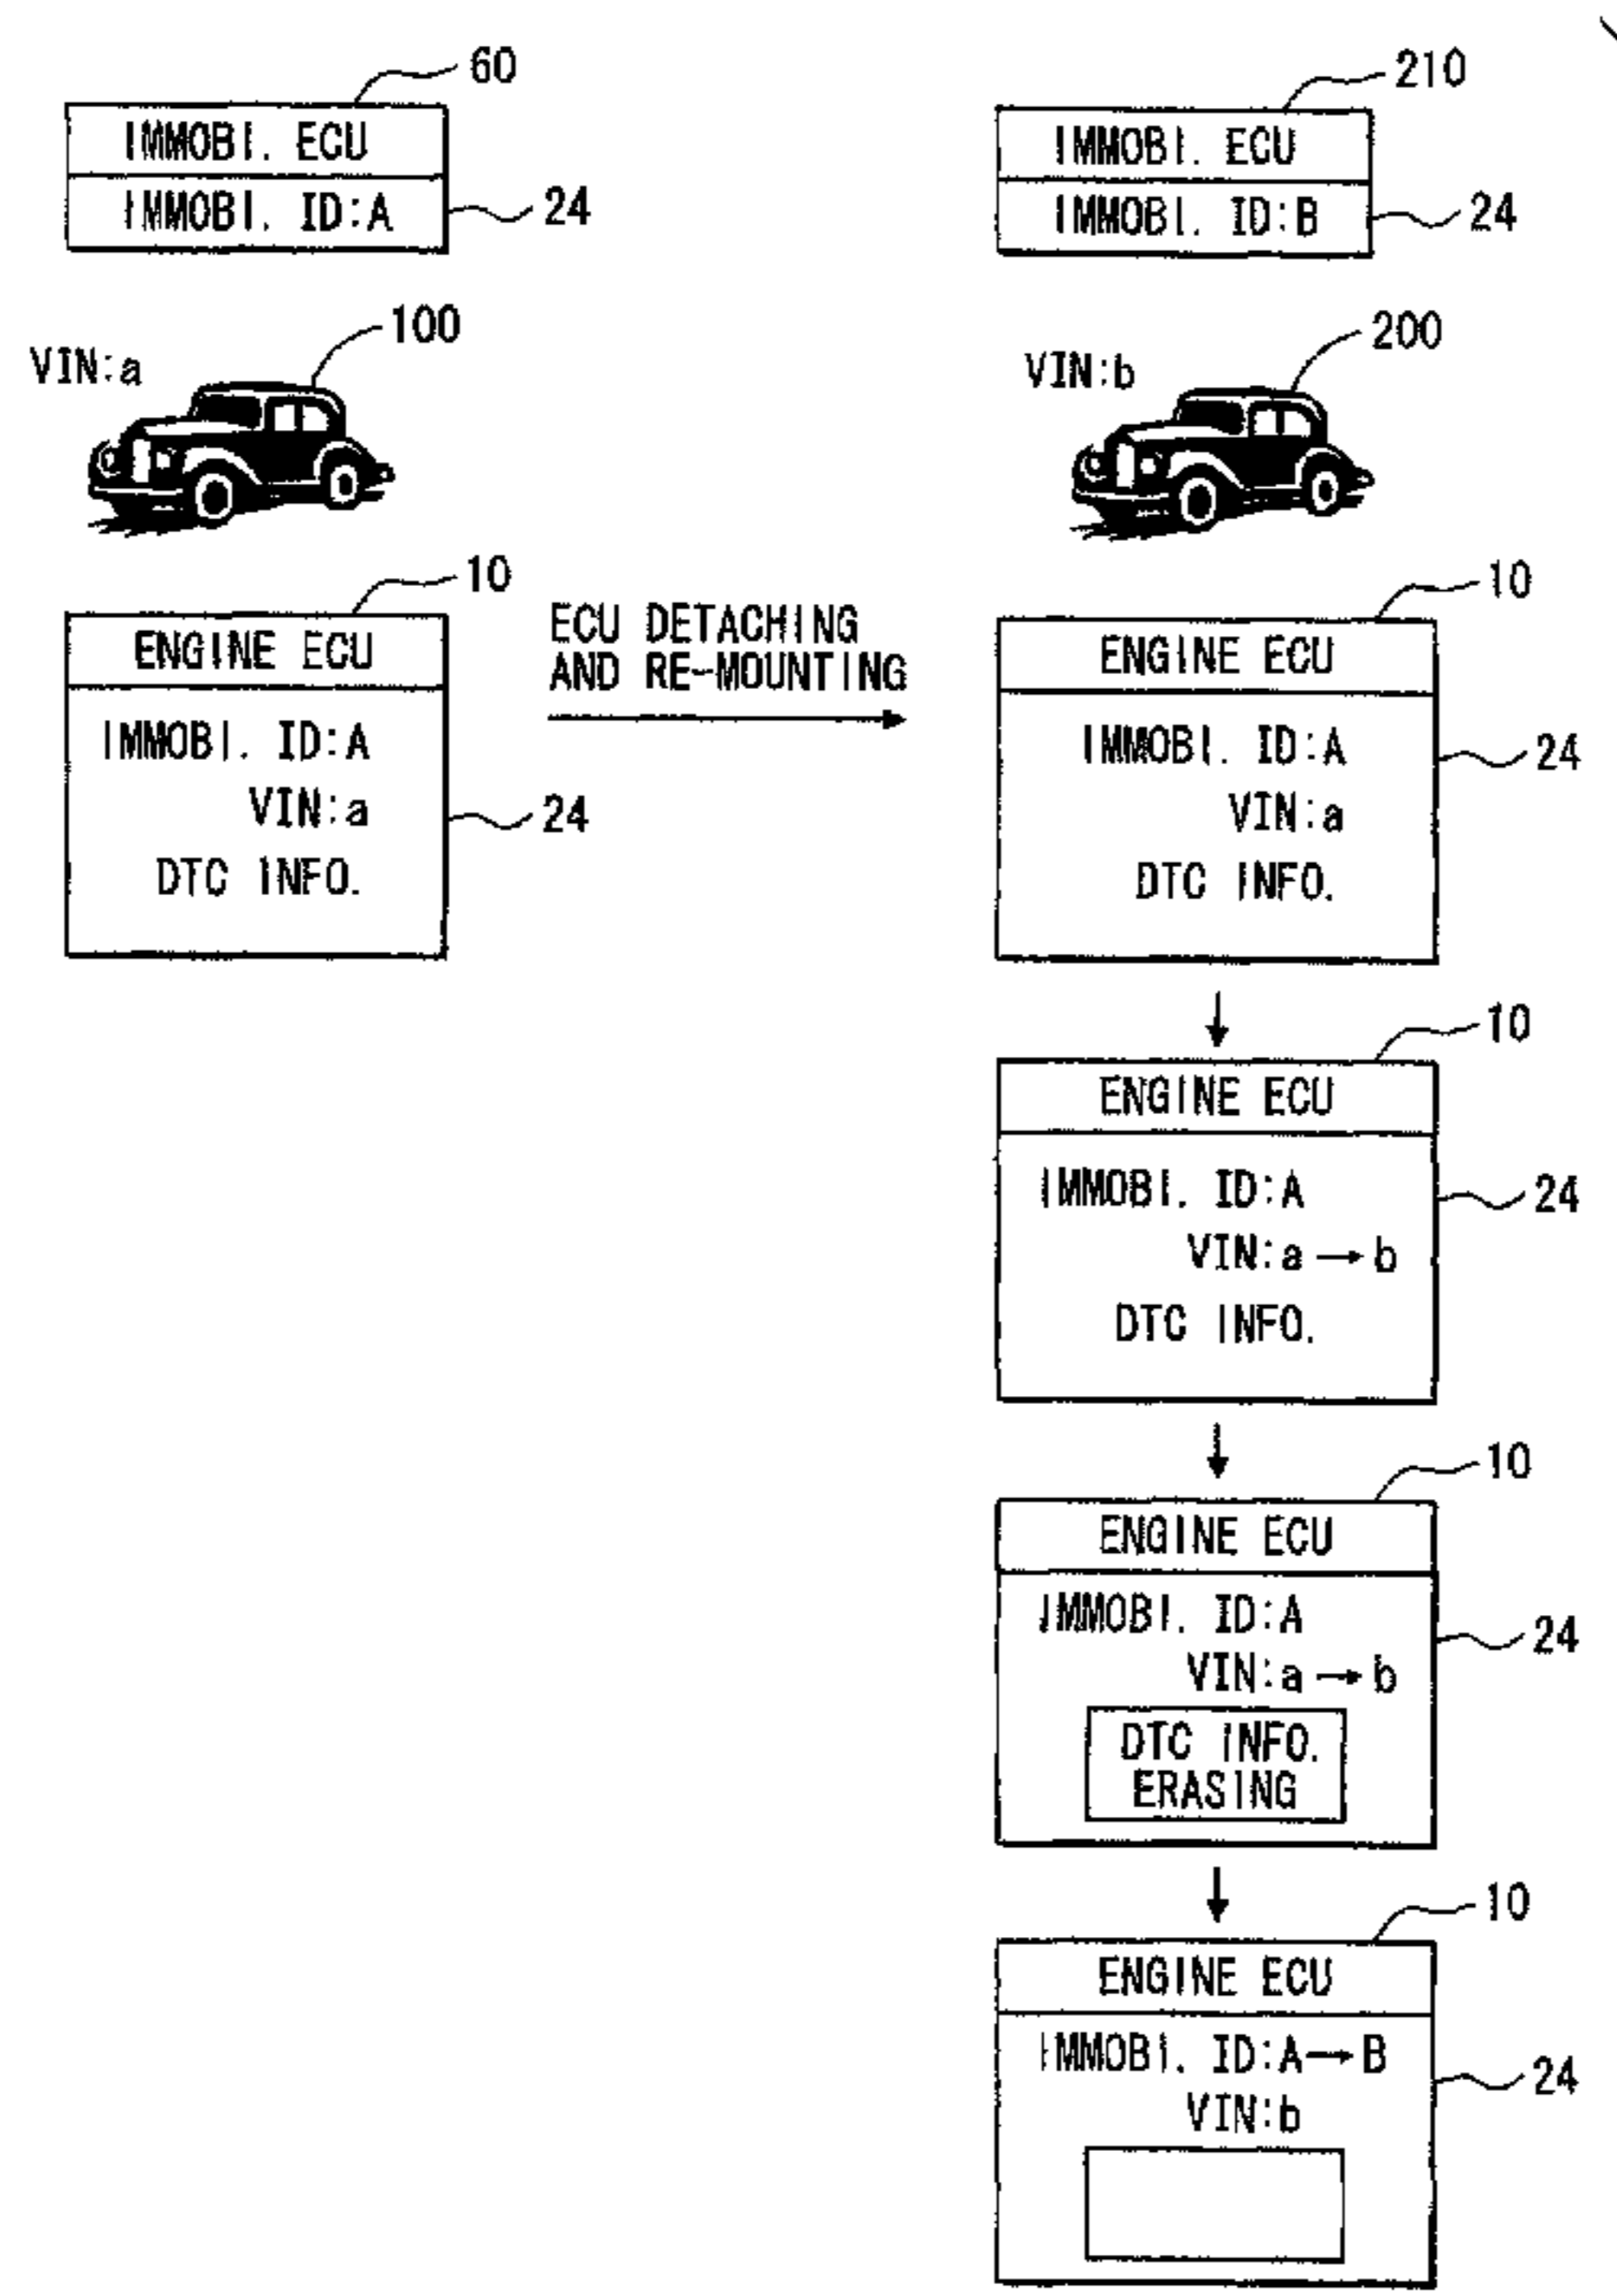 60
IMMOBI. ECU
IMMOBI. ID:A
24
100
VIN:a
10
ENGINE ECU
IMMOBI. ID:A
VIN:a
24
DTC INFO.
ECU DETACHING
AND RE-MOUNTING
210
IMMOBI. ECU
IMMOBI. ID:B
24
200
VIN:b
10
ENGINE ECU
IMMOBI. ID:A
24
VIN:a
DTC INFO.
10
ENGINE ECU
IMMOBI. ID:A
24
VIN:a→b
DTC INFO.
10
ENGINE ECU
IMMOBI. ID:A
24
VIN:a→b
DTC INFO.
ERASING
10
ENGINE ECU
IMMOBI. ID:A→B
24
VIN:b